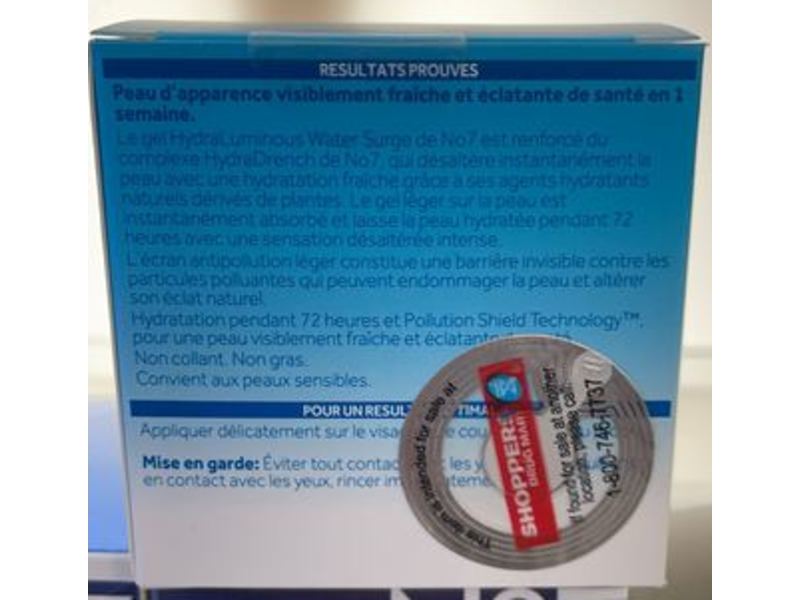 RESULTATS PROUVES
Peau d'apparence visiblement fraîche et éclatante de santé en 1
semaine.
Le gel HydraLuminous Water Surge de No7 est renforcé du
complexe HydraDrench de No7, qui désaltère instantanément la
peau avec une hydratation fraîche grâce à ses agents hydratants
naturels dérivés de plantes. Le gel léger sur la peau est
instantanément absorbé et laisse la peau hydratée pendant 72
heures avec une sensation désaltérée intense.
L'écran antipollution léger constitue une barrière invisible contre les
particules polluantes qui peuvent endommager la peau et altérer
son éclat naturel.
Hydratation pendant 72 heures et Pollution Shield Technology™,
pour une peau visiblement fraîche et éclatante
Non collant. Non gras.
Convient aux peaux sensibles.
POUR UN
Appliquer délicatement sur le
Mise en garde: Éviter tout les
en contact avec les yeux, rincer
This item is intended for sale at
SHOPPERS
DRUG MART
If found for sale at another
location, please call:
1-800-746-7737